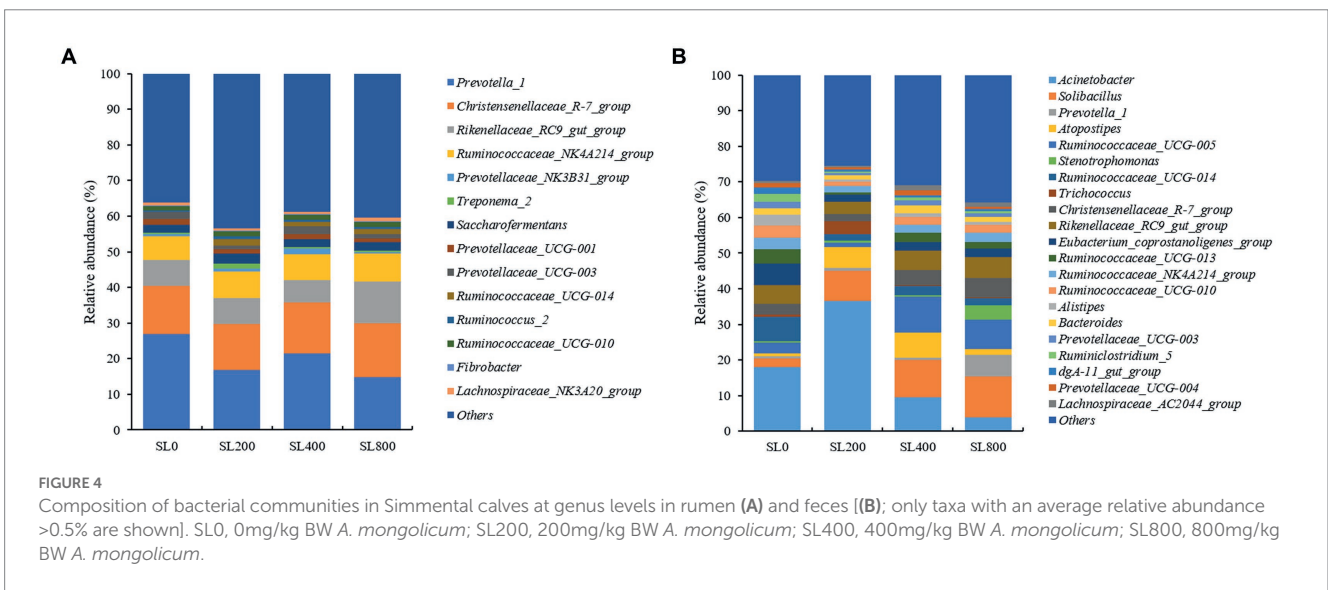 A
100
90
80
70
60
50
40
30
20
10
0
Relative abundance (%)
SL0 SL200 SL400 SL800
Prevotella_1
Christensenellaceae_R-7_group
Rikenellaceae_RC9_gut_group
Ruminococcaceae_NK4A214_group
Prevotellaceae_NK3B31_group
Treponema_2
Saccharofermentans
Prevotellaceae_UCG-001
Prevotellaceae_UCG-003
Ruminococcaceae_UCG-014
Ruminococcus_2
Ruminococcaceae_UCG-010
Fibrobacter
Lachnospiraceae_NK3A20_group
Others
B
100
90
80
70
60
50
40
30
20
10
0
Relative abundance (%)
SL0 SL200 SL400 SL800
Acinetobacter
Solibacillus
Prevotella_1
Atopostipes
Ruminococcaceae_UCG-005
Stenotrophomonas
Ruminococcaceae_UCG-014
Trichococcus
Christensenellaceae_R-7_group
Rikenellaceae_RC9_gut_group
Eubacterium_coprostanoligenes_group
Ruminococcaceae_UCG-013
Ruminococcaceae_NK4A214_group
Ruminococcaceae_UCG-010
Alistipes
Bacteroides
Prevotellaceae_UCG-003
Ruminiclostridium_5
dgA-11_gut_group
Prevotellaceae_UCG-004
Lachnospiraceae_AC2044_group
Others
FIGURE 4
Composition of bacterial communities in Simmental calves at genus levels in rumen (A) and feces [(B); only taxa with an average relative abundance
>0.5% are shown]. SL0, 0mg/kg BW A. mongolicum; SL200, 200mg/kg BW A. mongolicum; SL400, 400mg/kg BW A. mongolicum; SL800, 800mg/kg
BW A. mongolicum.